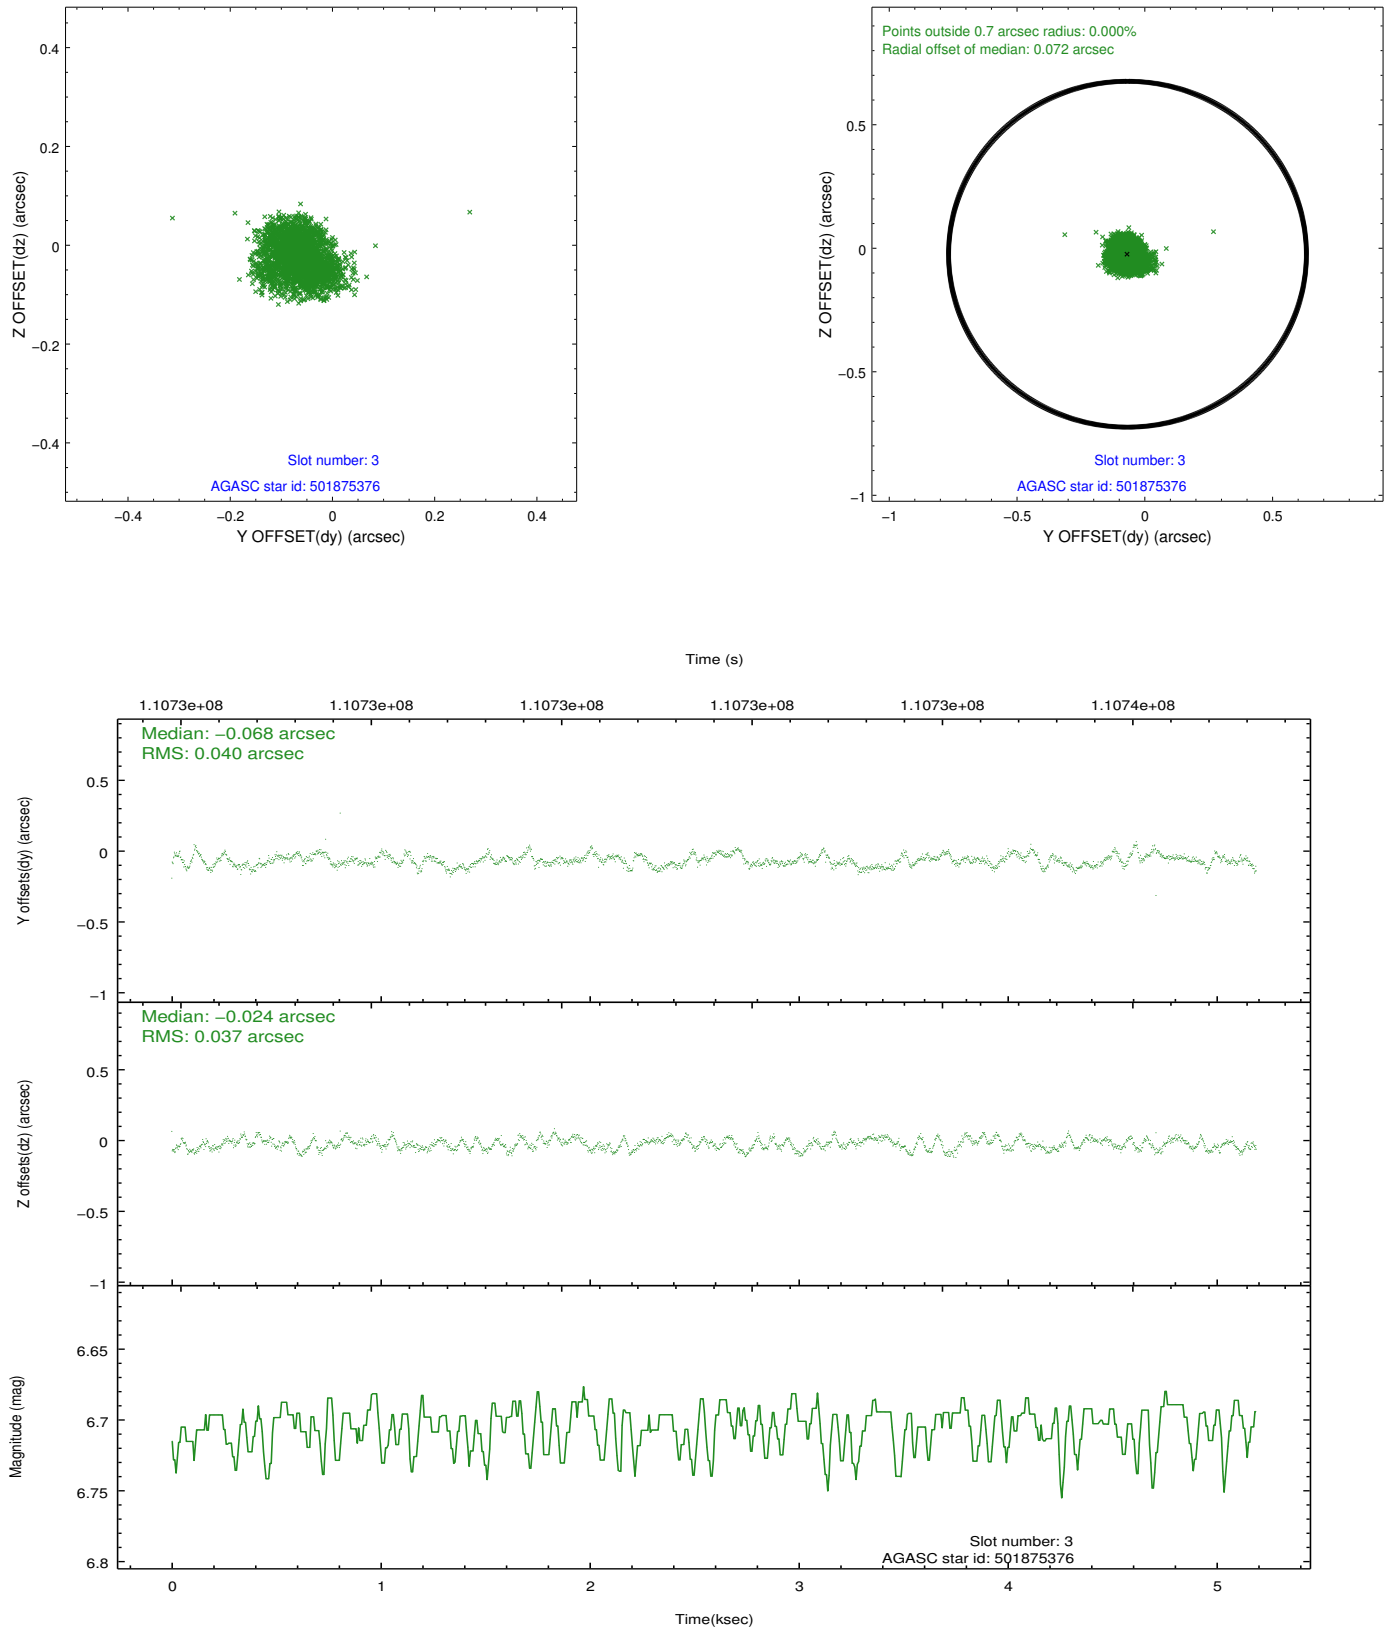 0.4
0.2
0
−0.2
−0.4
Z OFFSET(dz) (arcsec)
Slot number: 3
AGASC star id: 501875376
−0.4 −0.2 0 0.2 0.4
Y OFFSET(dy) (arcsec)
Points outside 0.7 arcsec radius: 0.000%
Radial offset of median: 0.072 arcsec
0.5
0
−0.5
−1
Z OFFSET(dz) (arcsec)
Slot number: 3
AGASC star id: 501875376
−1 −0.5 0 0.5
Y OFFSET(dy) (arcsec)
Time (s)
1.1073e+08 1.1073e+08 1.1073e+08 1.1073e+08 1.1073e+08 1.1074e+08
Median: −0.068 arcsec
RMS: 0.040 arcsec
0.5
0
−0.5
−1
Y offsets(dy) (arcsec)
Median: −0.024 arcsec
RMS: 0.037 arcsec
0.5
0
−0.5
−1
Z offsets(dz) (arcsec)
6.65
6.7
6.75
6.8
Magnitude (mag)
Slot number: 3
AGASC star id: 501875376
0 1 2 3 4 5
Time(ksec)